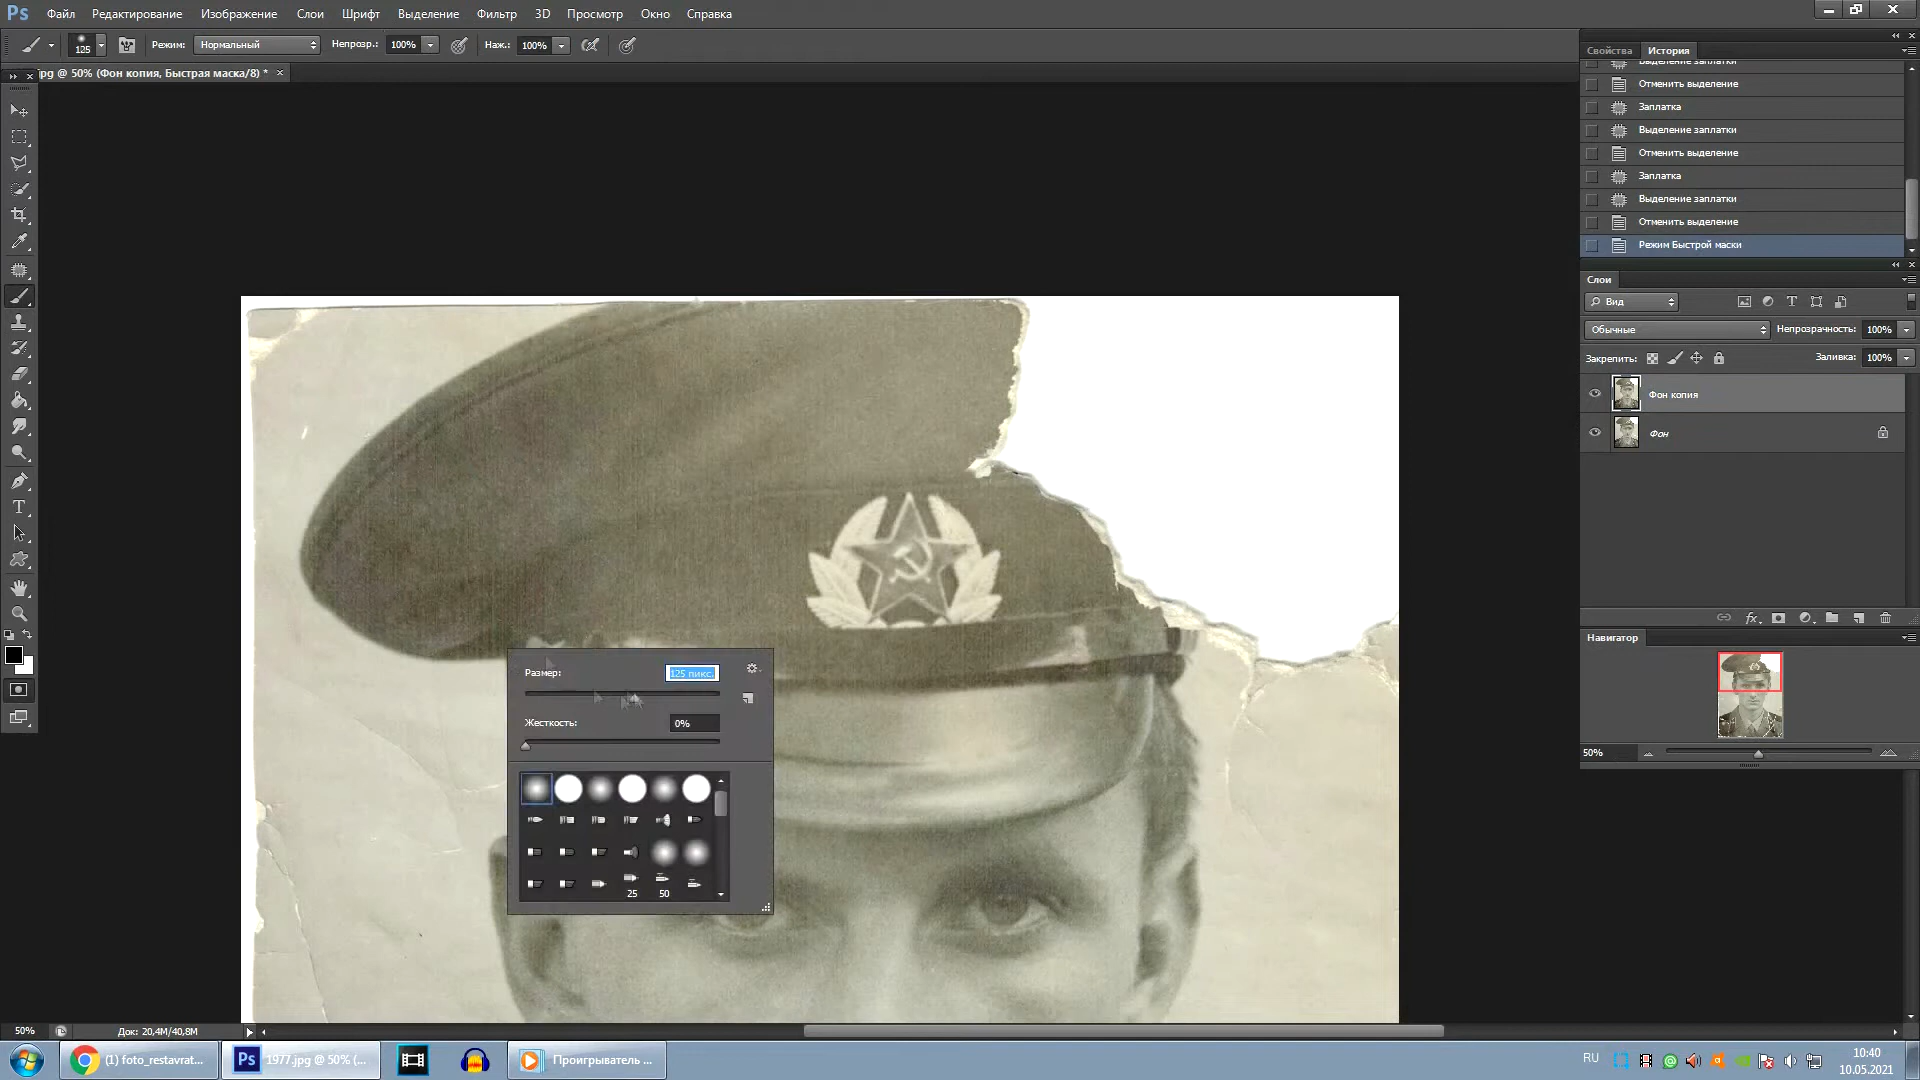 Ps Файл Редактирование Изображение Слои Шрифт Выделение Фильтр 3D Просмотр Окно Справка
125 Режим: Нормальный Непрозр.: 100% Наж.: 100%
jpg @ 50% (Фон копия, Быстрая маска/8) * ×
Свойства История
Выделение заплатки
Отменить выделение
Заплатка
Выделение заплатки
Отменить выделение
Заплатка
Выделение заплатки
Отменить выделение
Режим Быстрой маски
Слои
Вид
Обычные Непрозрачность: 100%
Закрепить: Заливка: 100%
Фон копия
Фон
Навигатор
50%
Размер: 125 пикс.
Жесткость: 0%
25 50
50% Док: 20,4M/40,8M
(1) foto_restavrat...
Ps 1977.jpg @ 50% (...
Проигрыватель ...
RU
10:40
10.05.2021